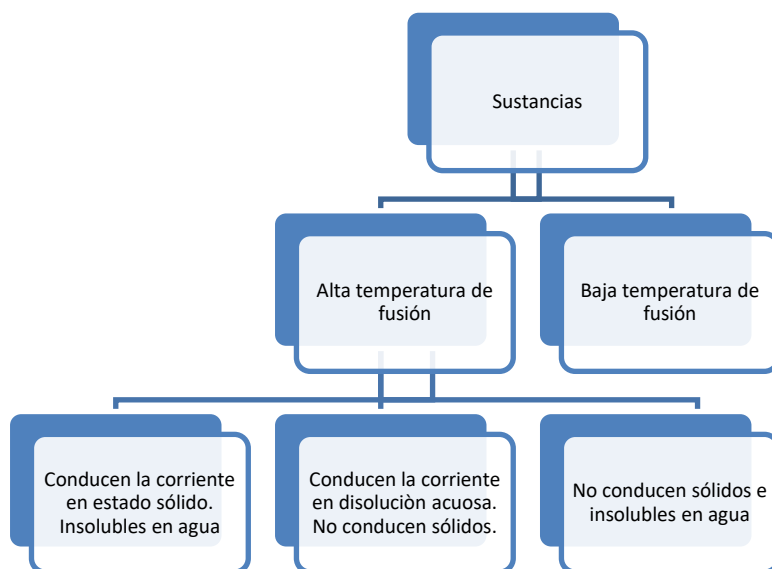 Sustancias
Alta temperatura de
fusión
Baja temperatura de
fusión
Conducen la corriente
en estado sólido.
Insolubles en agua
Conducen la corriente
en disoluciòn acuosa.
No conducen sólidos.
No conducen sólidos e
insolubles en agua